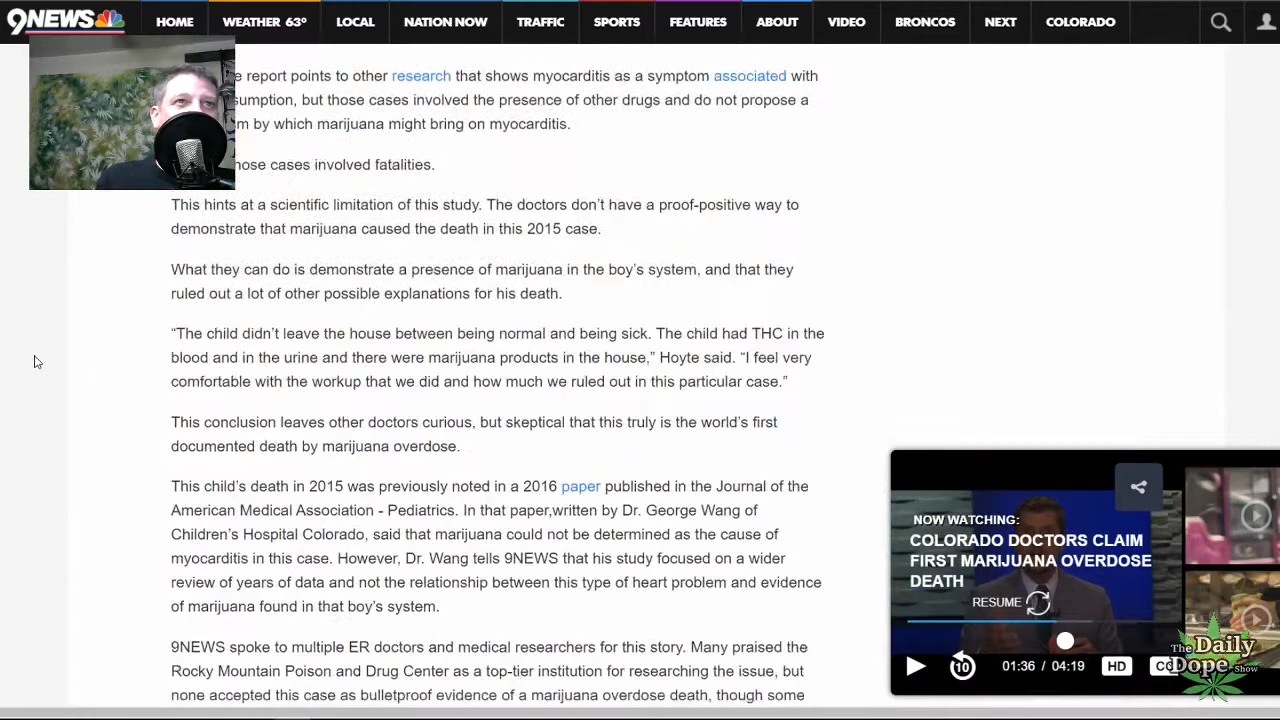 9NEWS HOME WEATHER 63° LOCAL NATION NOW TRAFFIC SPORTS FEATURES ABOUT VIDEO BRONCOS NEXT COLORADO
e report points to other research that shows myocarditis as a symptom associated with
sumption, but those cases involved the presence of other drugs and do not propose a
m by which marijuana might bring on myocarditis.
hose cases involved fatalities.
This hints at a scientific limitation of this study. The doctors don’t have a proof-positive way to
demonstrate that marijuana caused the death in this 2015 case.
What they can do is demonstrate a presence of marijuana in the boy’s system, and that they
ruled out a lot of other possible explanations for his death.
“The child didn’t leave the house between being normal and being sick. The child had THC in the
blood and in the urine and there were marijuana products in the house,” Hoyte said. “I feel very
comfortable with the workup that we did and how much we ruled out in this particular case.”
This conclusion leaves other doctors curious, but skeptical that this truly is the world’s first
documented death by marijuana overdose.
This child’s death in 2015 was previously noted in a 2016 paper published in the Journal of the
American Medical Association - Pediatrics. In that paper,written by Dr. George Wang of
Children’s Hospital Colorado, said that marijuana could not be determined as the cause of
myocarditis in this case. However, Dr. Wang tells 9NEWS that his study focused on a wider
review of years of data and not the relationship between this type of heart problem and evidence
of marijuana found in that boy’s system.
9NEWS spoke to multiple ER doctors and medical researchers for this story. Many praised the
Rocky Mountain Poison and Drug Center as a top-tier institution for researching the issue, but
none accepted this case as bulletproof evidence of a marijuana overdose death, though some
NOW WATCHING:
COLORADO DOCTORS CLAIM
FIRST MARIJUANA OVERDOSE
DEATH
RESUME
10 01:36 / 04:19 HD CC
The Daily
Dope Show